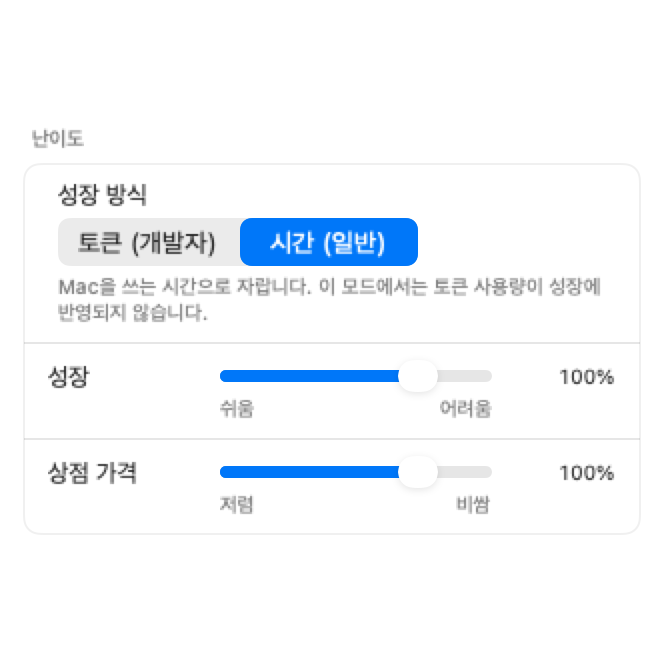 난이도
성장 방식
토큰 (개발자) 시간 (일반)
Mac을 쓰는 시간으로 자랍니다. 이 모드에서는 토큰 사용량이 성장에
반영되지 않습니다.
성장 100%
쉬움 어려움
상점 가격 100%
저렴 비쌈